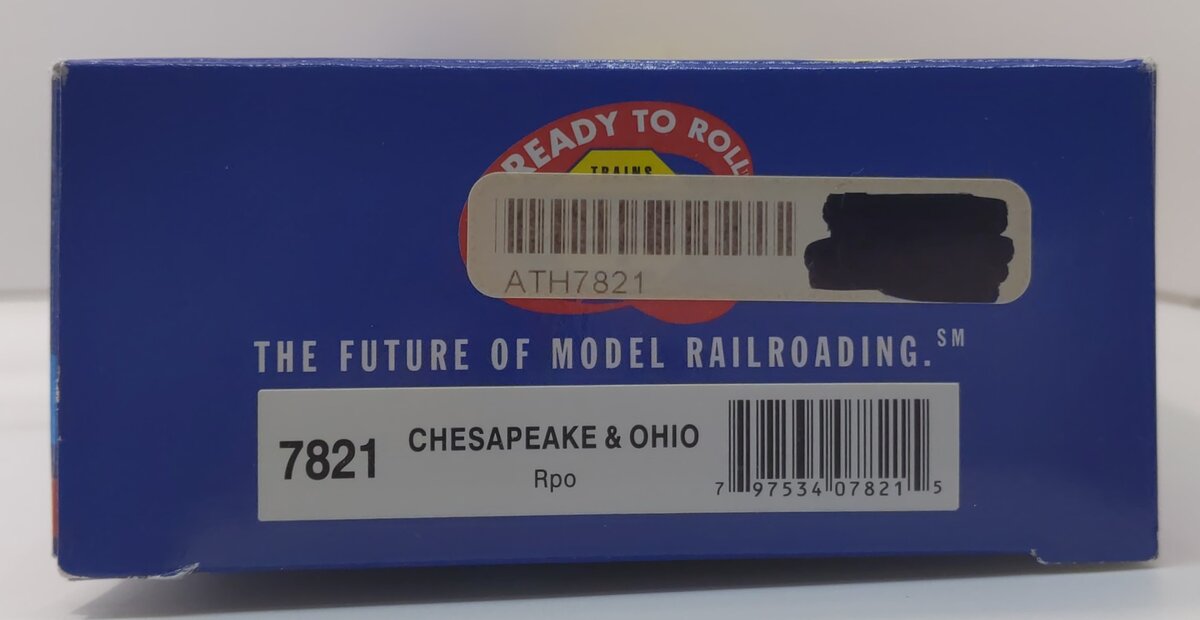 READY TO ROLL
TRAINS
ATH7821
THE FUTURE OF MODEL RAILROADING.SM
7821
CHESAPEAKE & OHIO
Rpo
7 97534 07821 5